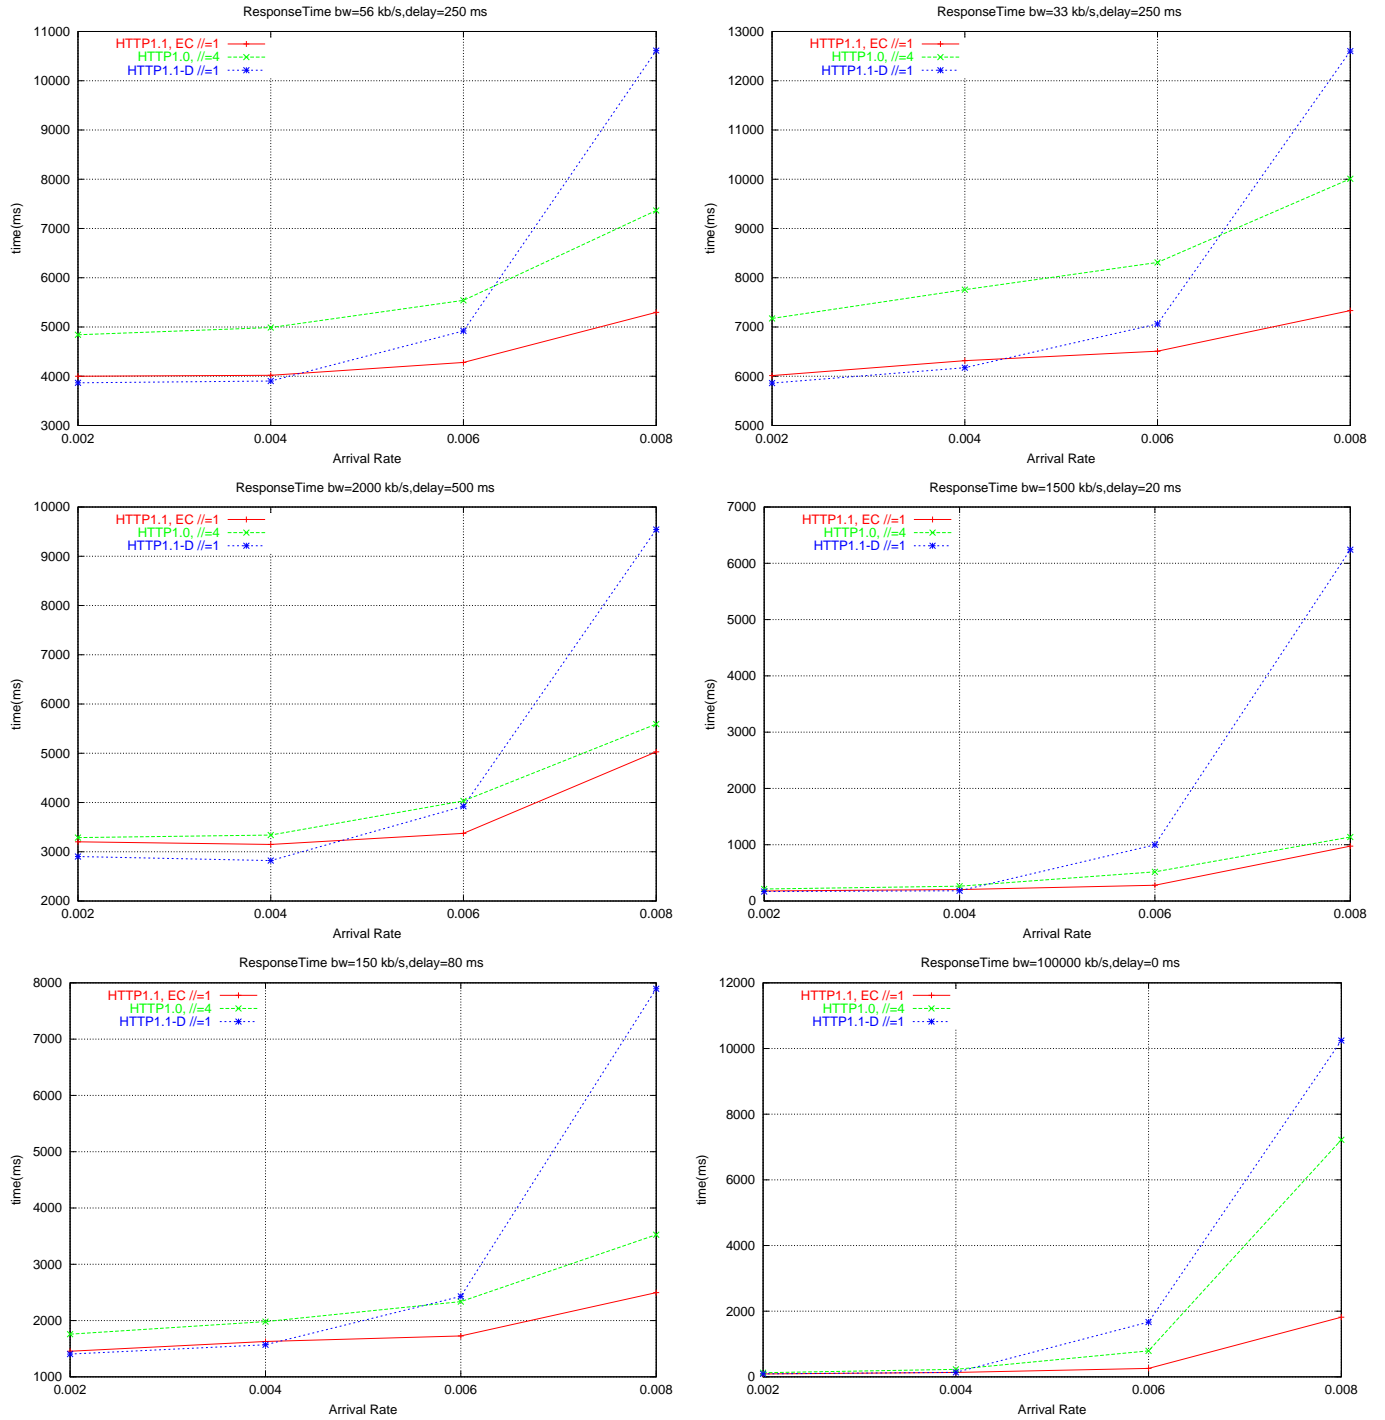 ResponseTime bw=56 kb/s,delay=250 ms
HTTP1.1, EC //=1
HTTP1.0, //=4
HTTP1.1-D //=1
11000
10000
9000
8000
7000
6000
5000
4000
3000
time(ms)
0.002 0.004 0.006 0.008
Arrival Rate
ResponseTime bw=33 kb/s,delay=250 ms
HTTP1.1, EC //=1
HTTP1.0, //=4
HTTP1.1-D //=1
13000
12000
11000
10000
9000
8000
7000
6000
5000
time(ms)
0.002 0.004 0.006 0.008
Arrival Rate
ResponseTime bw=2000 kb/s,delay=500 ms
HTTP1.1, EC //=1
HTTP1.0, //=4
HTTP1.1-D //=1
10000
9000
8000
7000
6000
5000
4000
3000
2000
time(ms)
0.002 0.004 0.006 0.008
Arrival Rate
ResponseTime bw=1500 kb/s,delay=20 ms
HTTP1.1, EC //=1
HTTP1.0, //=4
HTTP1.1-D //=1
7000
6000
5000
4000
3000
2000
1000
0
time(ms)
0.002 0.004 0.006 0.008
Arrival Rate
ResponseTime bw=150 kb/s,delay=80 ms
HTTP1.1, EC //=1
HTTP1.0, //=4
HTTP1.1-D //=1
8000
7000
6000
5000
4000
3000
2000
1000
time(ms)
0.002 0.004 0.006 0.008
Arrival Rate
ResponseTime bw=100000 kb/s,delay=0 ms
HTTP1.1, EC //=1
HTTP1.0, //=4
HTTP1.1-D //=1
12000
10000
8000
6000
4000
2000
0
time(ms)
0.002 0.004 0.006 0.008
Arrival Rate